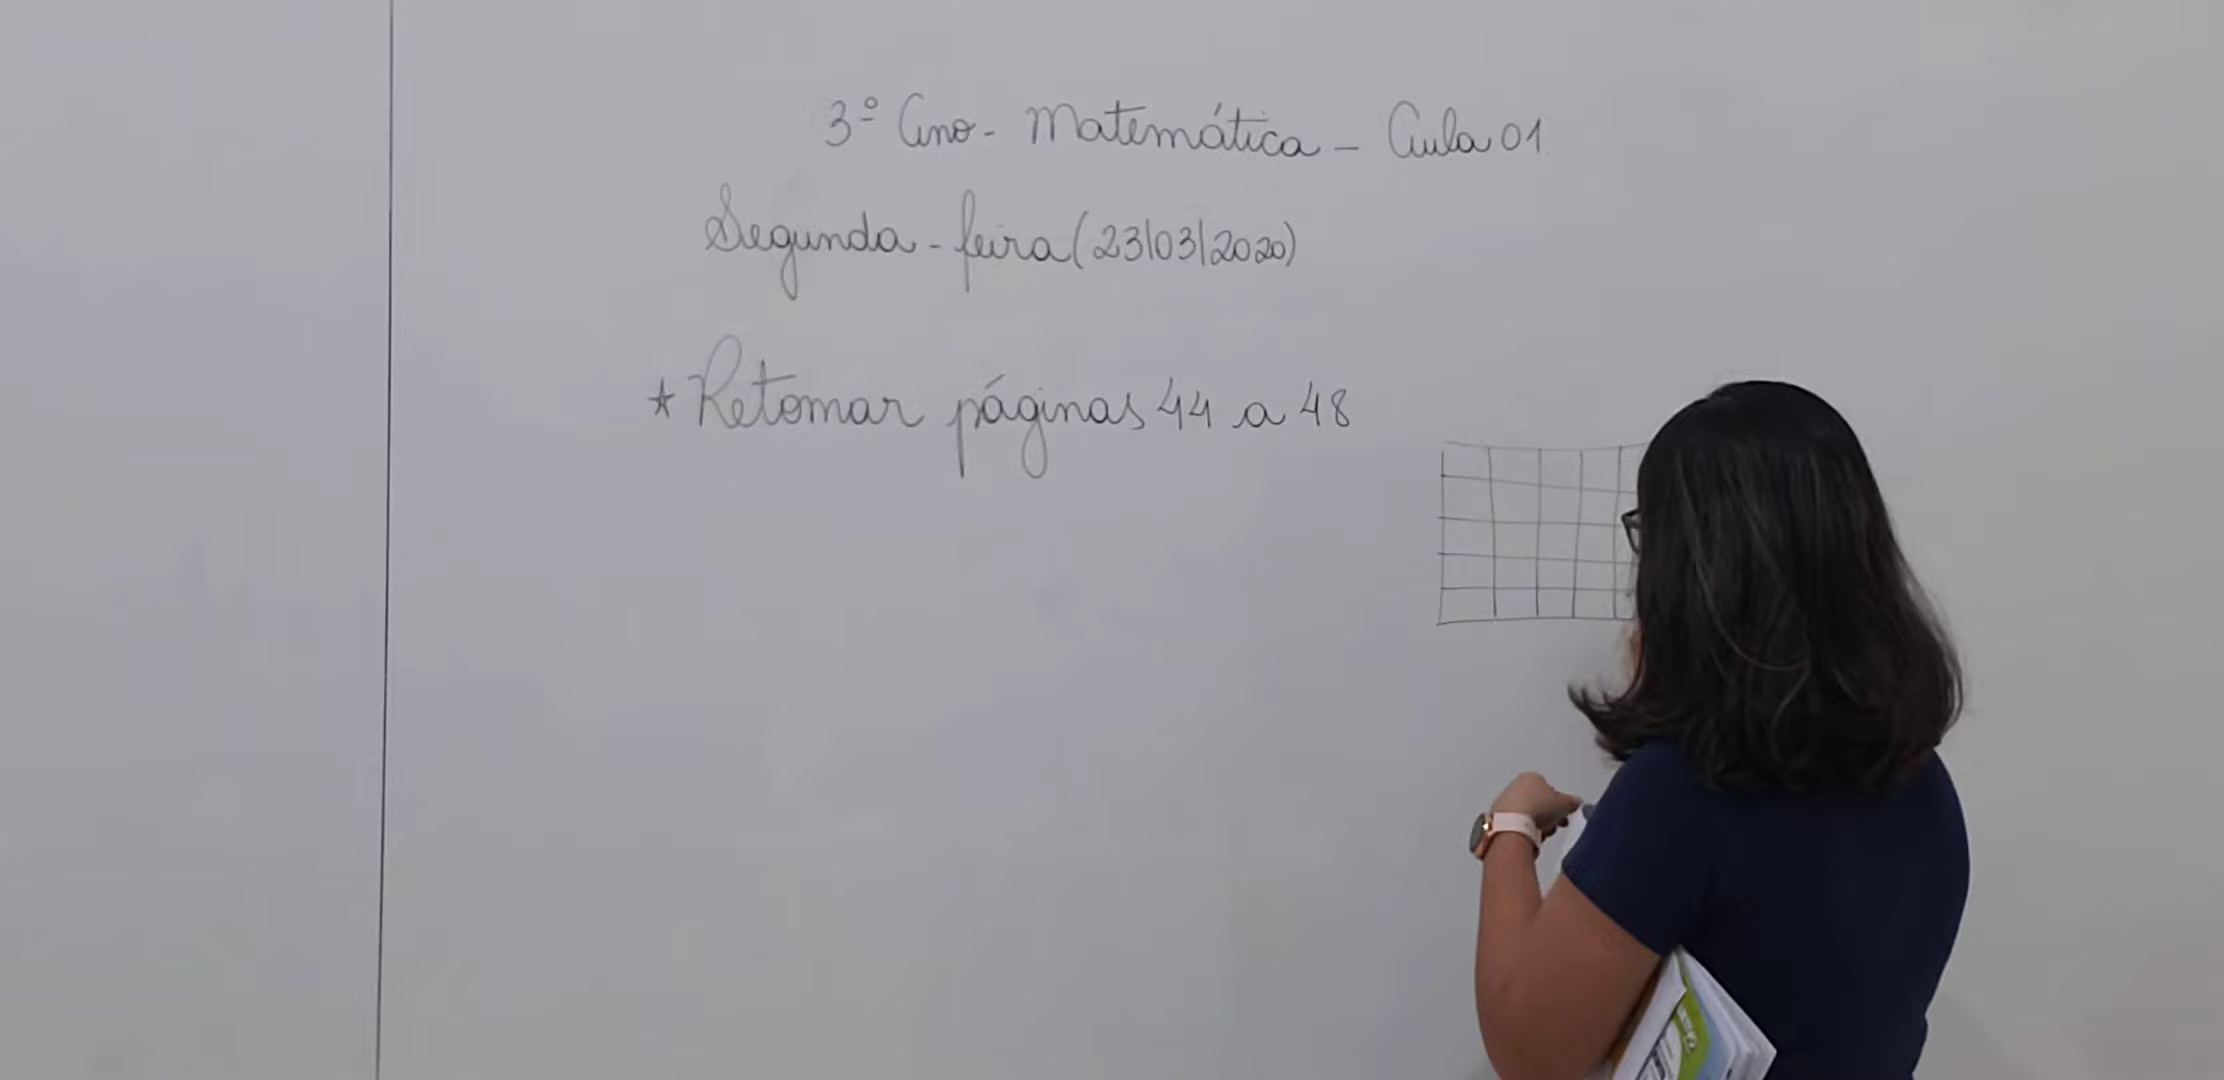 3º Ano - Matemática - Aula 01
Segunda-feira (23/03/2020)
* Retomar páginas 44 a 48